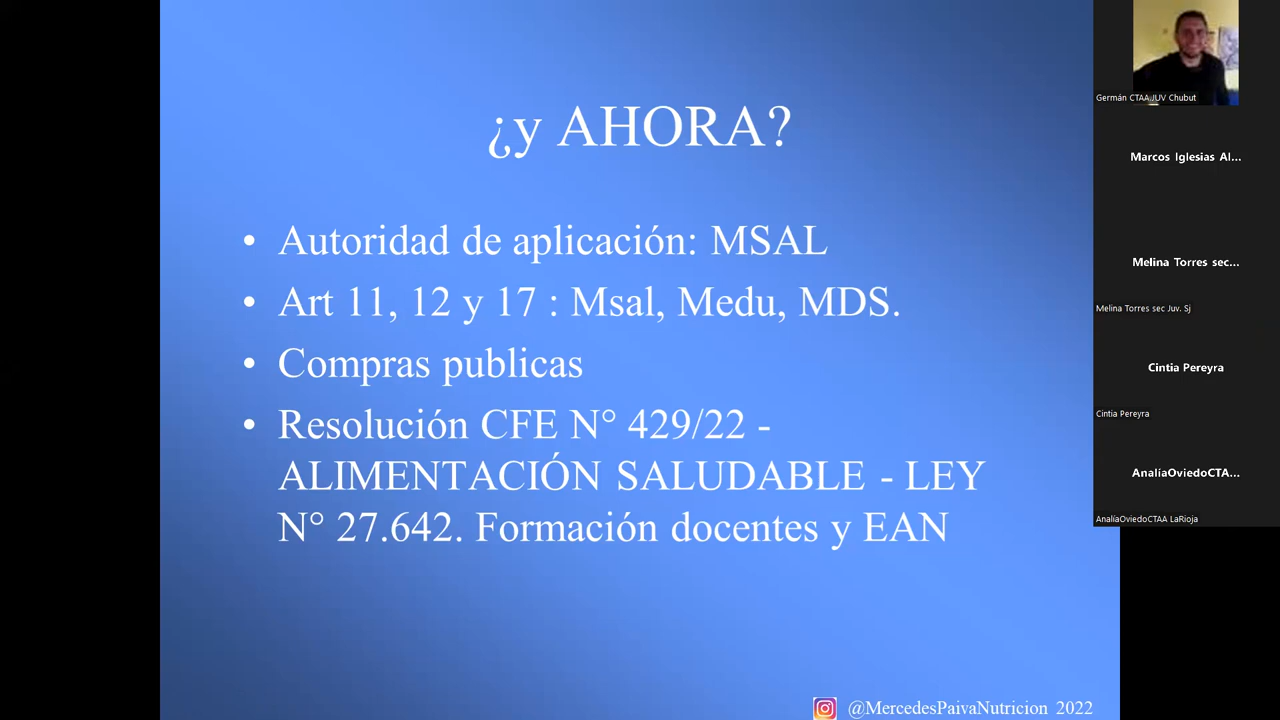 ¿y AHORA?
• Autoridad de aplicación: MSAL
• Art 11, 12 y 17 : Msal, Medu, MDS.
• Compras publicas
• Resolución CFE N° 429/22 -
ALIMENTACIÓN SALUDABLE - LEY
N° 27.642. Formación docentes y EAN
@MercedesPaivaNutricion 2022
Germán CTAA JUV Chubut
Marcos Iglesias Al...
Melina Torres sec...
Melina Torres sec Juv. Sj
Cintia Pereyra
Cintia Pereyra
AnalíaOviedoCTA...
AnalíaOviedoCTAA LaRioja